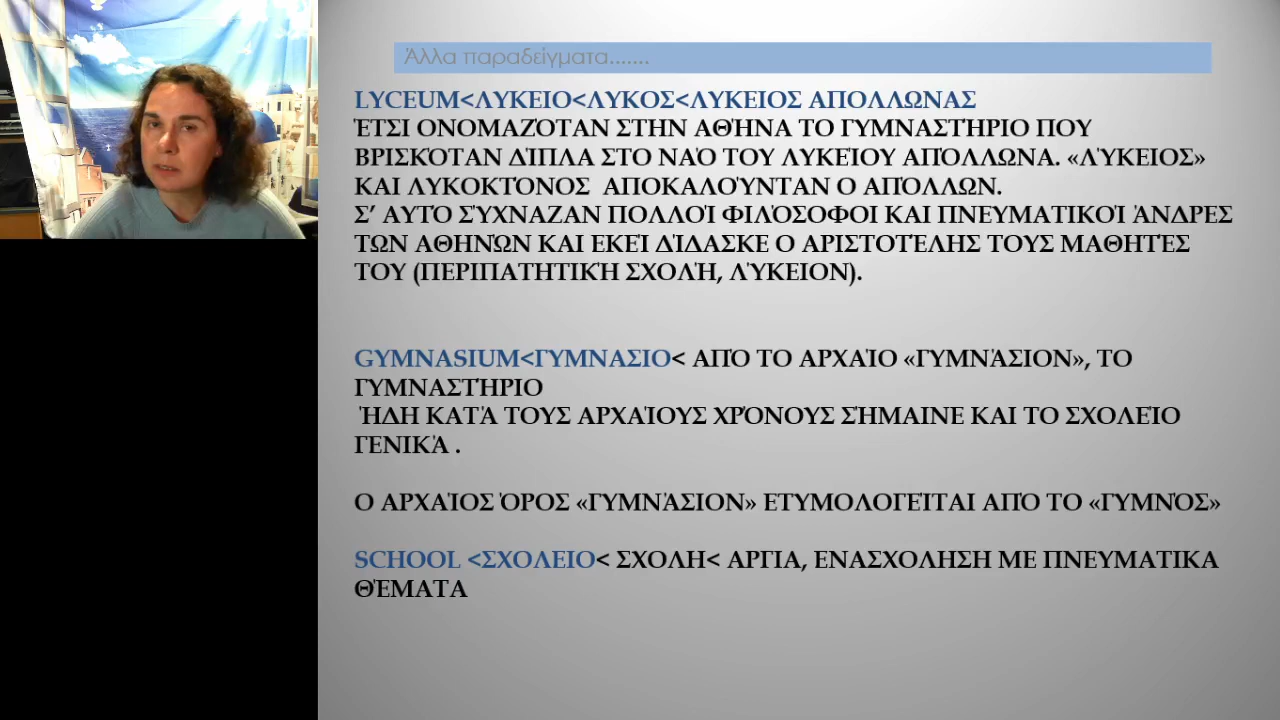 Άλλα παραδείγματα.......
LYCEUM<ΛΥΚΕΙΟ<ΛΥΚΟΣ<ΛΥΚΕΙΟΣ ΑΠΟΛΛΩΝΑΣ
ΈΤΣΙ ΟΝΟΜΑΖΌΤΑΝ ΣΤΗΝ ΑΘΉΝΑ ΤΟ ΓΥΜΝΑΣΤΉΡΙΟ ΠΟΥ
ΒΡΙΣΚΌΤΑΝ ΔΊΠΛΑ ΣΤΟ ΝΑΌ ΤΟΥ ΛΥΚΕΊΟΥ ΑΠΌΛΛΩΝΑ. «ΛΎΚΕΙΟΣ»
ΚΑΙ ΛΥΚΟΚΤΌΝΟΣ ΑΠΟΚΑΛΟΎΝΤΑΝ Ο ΑΠΌΛΛΩΝ.
Σ’ ΑΥΤΌ ΣΎΧΝΑΖΑΝ ΠΟΛΛΟΊ ΦΙΛΌΣΟΦΟΙ ΚΑΙ ΠΝΕΥΜΑΤΙΚΟΊ ΆΝΔΡΕΣ
ΤΩΝ ΑΘΗΝΏΝ ΚΑΙ ΕΚΕΊ ΔΊΔΑΣΚΕ Ο ΑΡΙΣΤΟΤΈΛΗΣ ΤΟΥΣ ΜΑΘΗΤΈΣ
ΤΟΥ (ΠΕΡΙΠΑΤΗΤΙΚΉ ΣΧΟΛΉ, ΛΎΚΕΙΟΝ).
GYMNASIUM<ΓΥΜΝΑΣΙΟ< ΑΠΌ ΤΟ ΑΡΧΑΊΟ «ΓΥΜΝΆΣΙΟΝ», ΤΟ
ΓΥΜΝΑΣΤΉΡΙΟ
ΉΔΗ ΚΑΤΆ ΤΟΥΣ ΑΡΧΑΊΟΥΣ ΧΡΌΝΟΥΣ ΣΉΜΑΙΝΕ ΚΑΙ ΤΟ ΣΧΟΛΕΊΟ
ΓΕΝΙΚΆ .
Ο ΑΡΧΑΊΟΣ ΌΡΟΣ «ΓΥΜΝΆΣΙΟΝ» ΕΤΥΜΟΛΟΓΕΊΤΑΙ ΑΠΌ ΤΟ «ΓΥΜΝΌΣ»
SCHOOL <ΣΧΟΛΕΙΟ< ΣΧΟΛΗ< ΑΡΓΙΑ, ΕΝΑΣΧΟΛΗΣΗ ΜΕ ΠΝΕΥΜΑΤΙΚΑ
ΘΈΜΑΤΑ